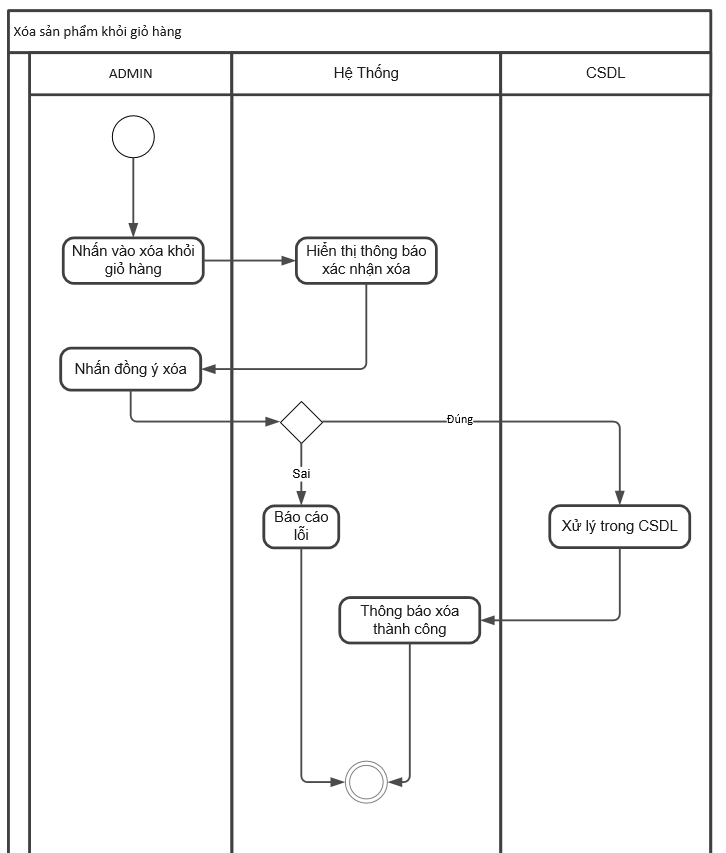 Xóa sản phẩm khỏi giỏ hàng
ADMIN
Hệ Thống
CSDL
Nhấn vào xóa khỏi
giỏ hàng
Hiển thị thông báo
xác nhận xóa
Nhấn đồng ý xóa
Đúng
Sai
Báo cáo
lỗi
Xử lý trong CSDL
Thông báo xóa
thành công